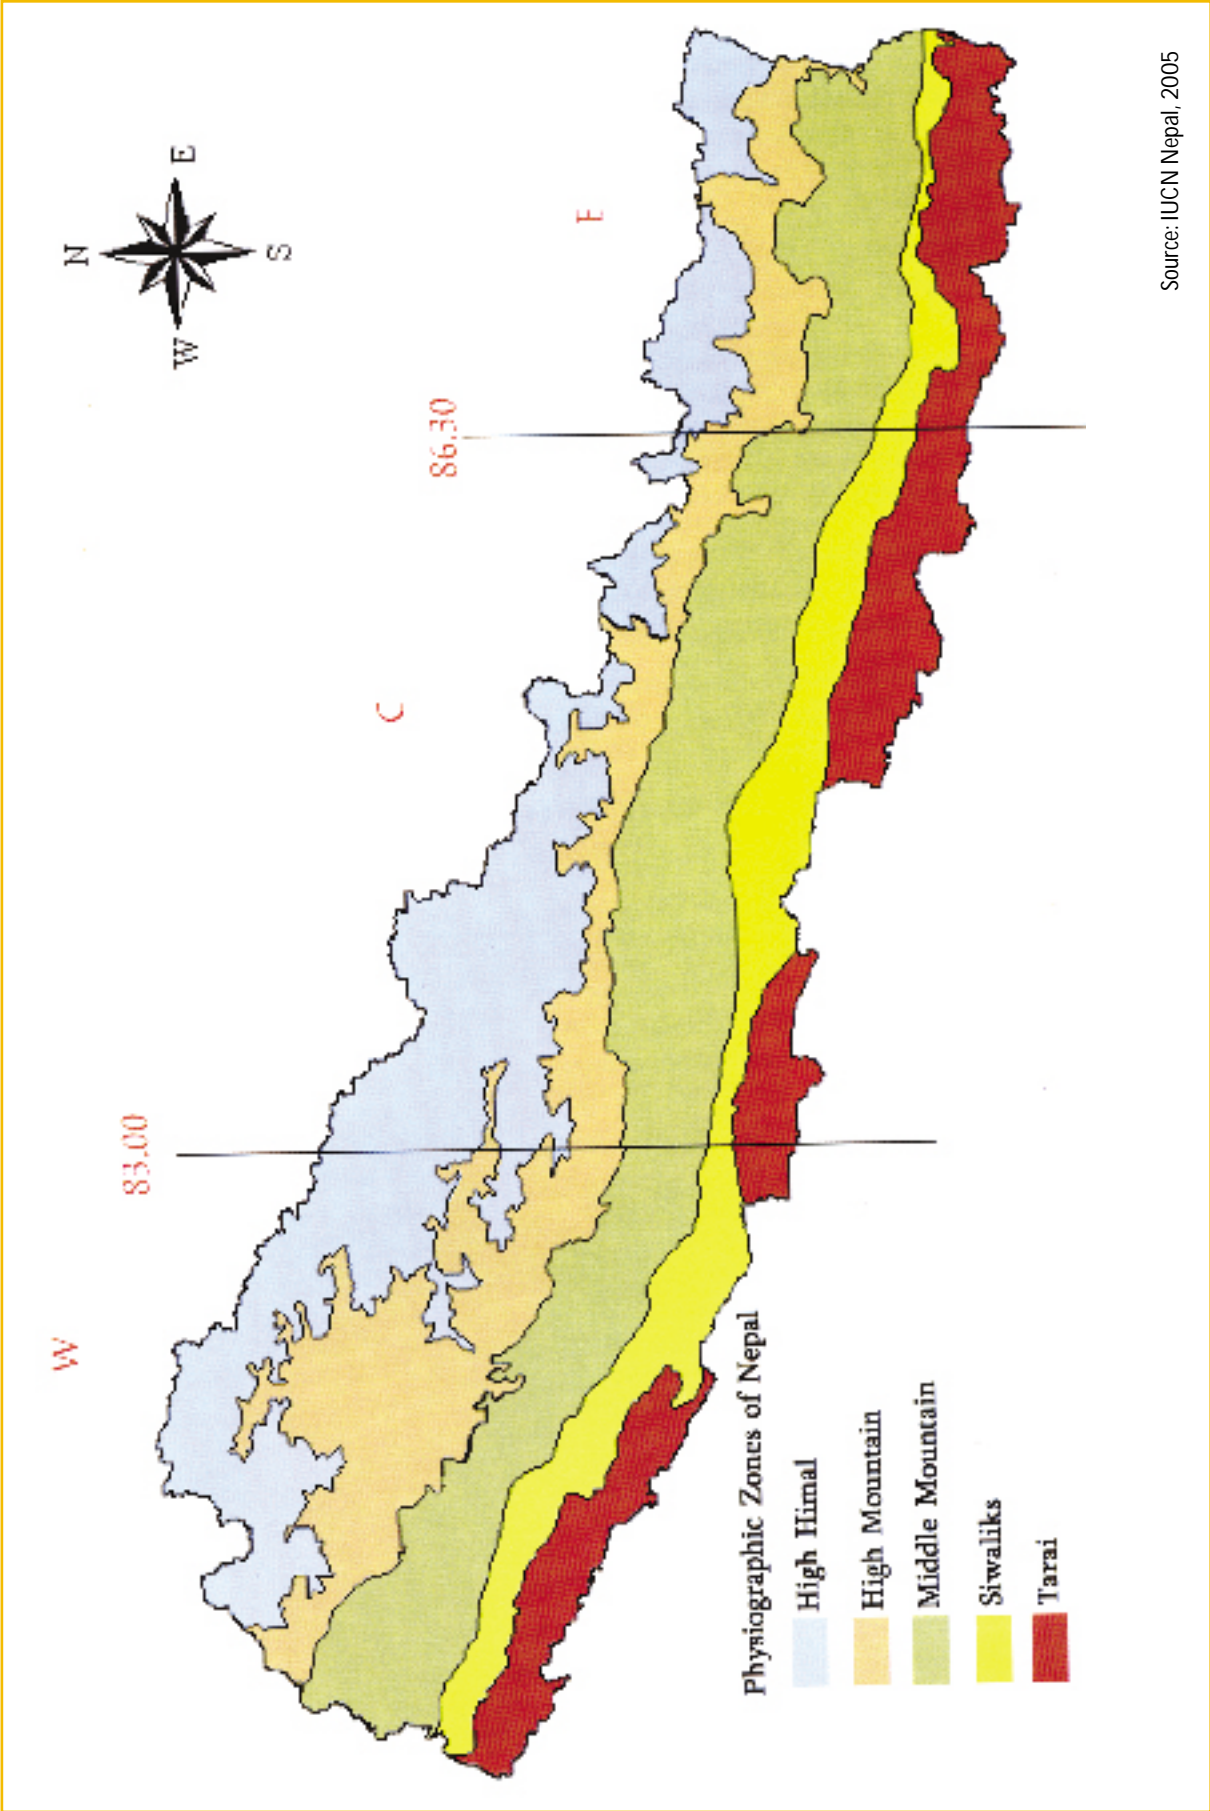 N
W
E
S
W
83.00
C
86.30
E
Physiographic Zones of Nepal
High Himal
High Mountain
Middle Mountain
Siwaliks
Tarai
Source: IUCN Nepal, 2005